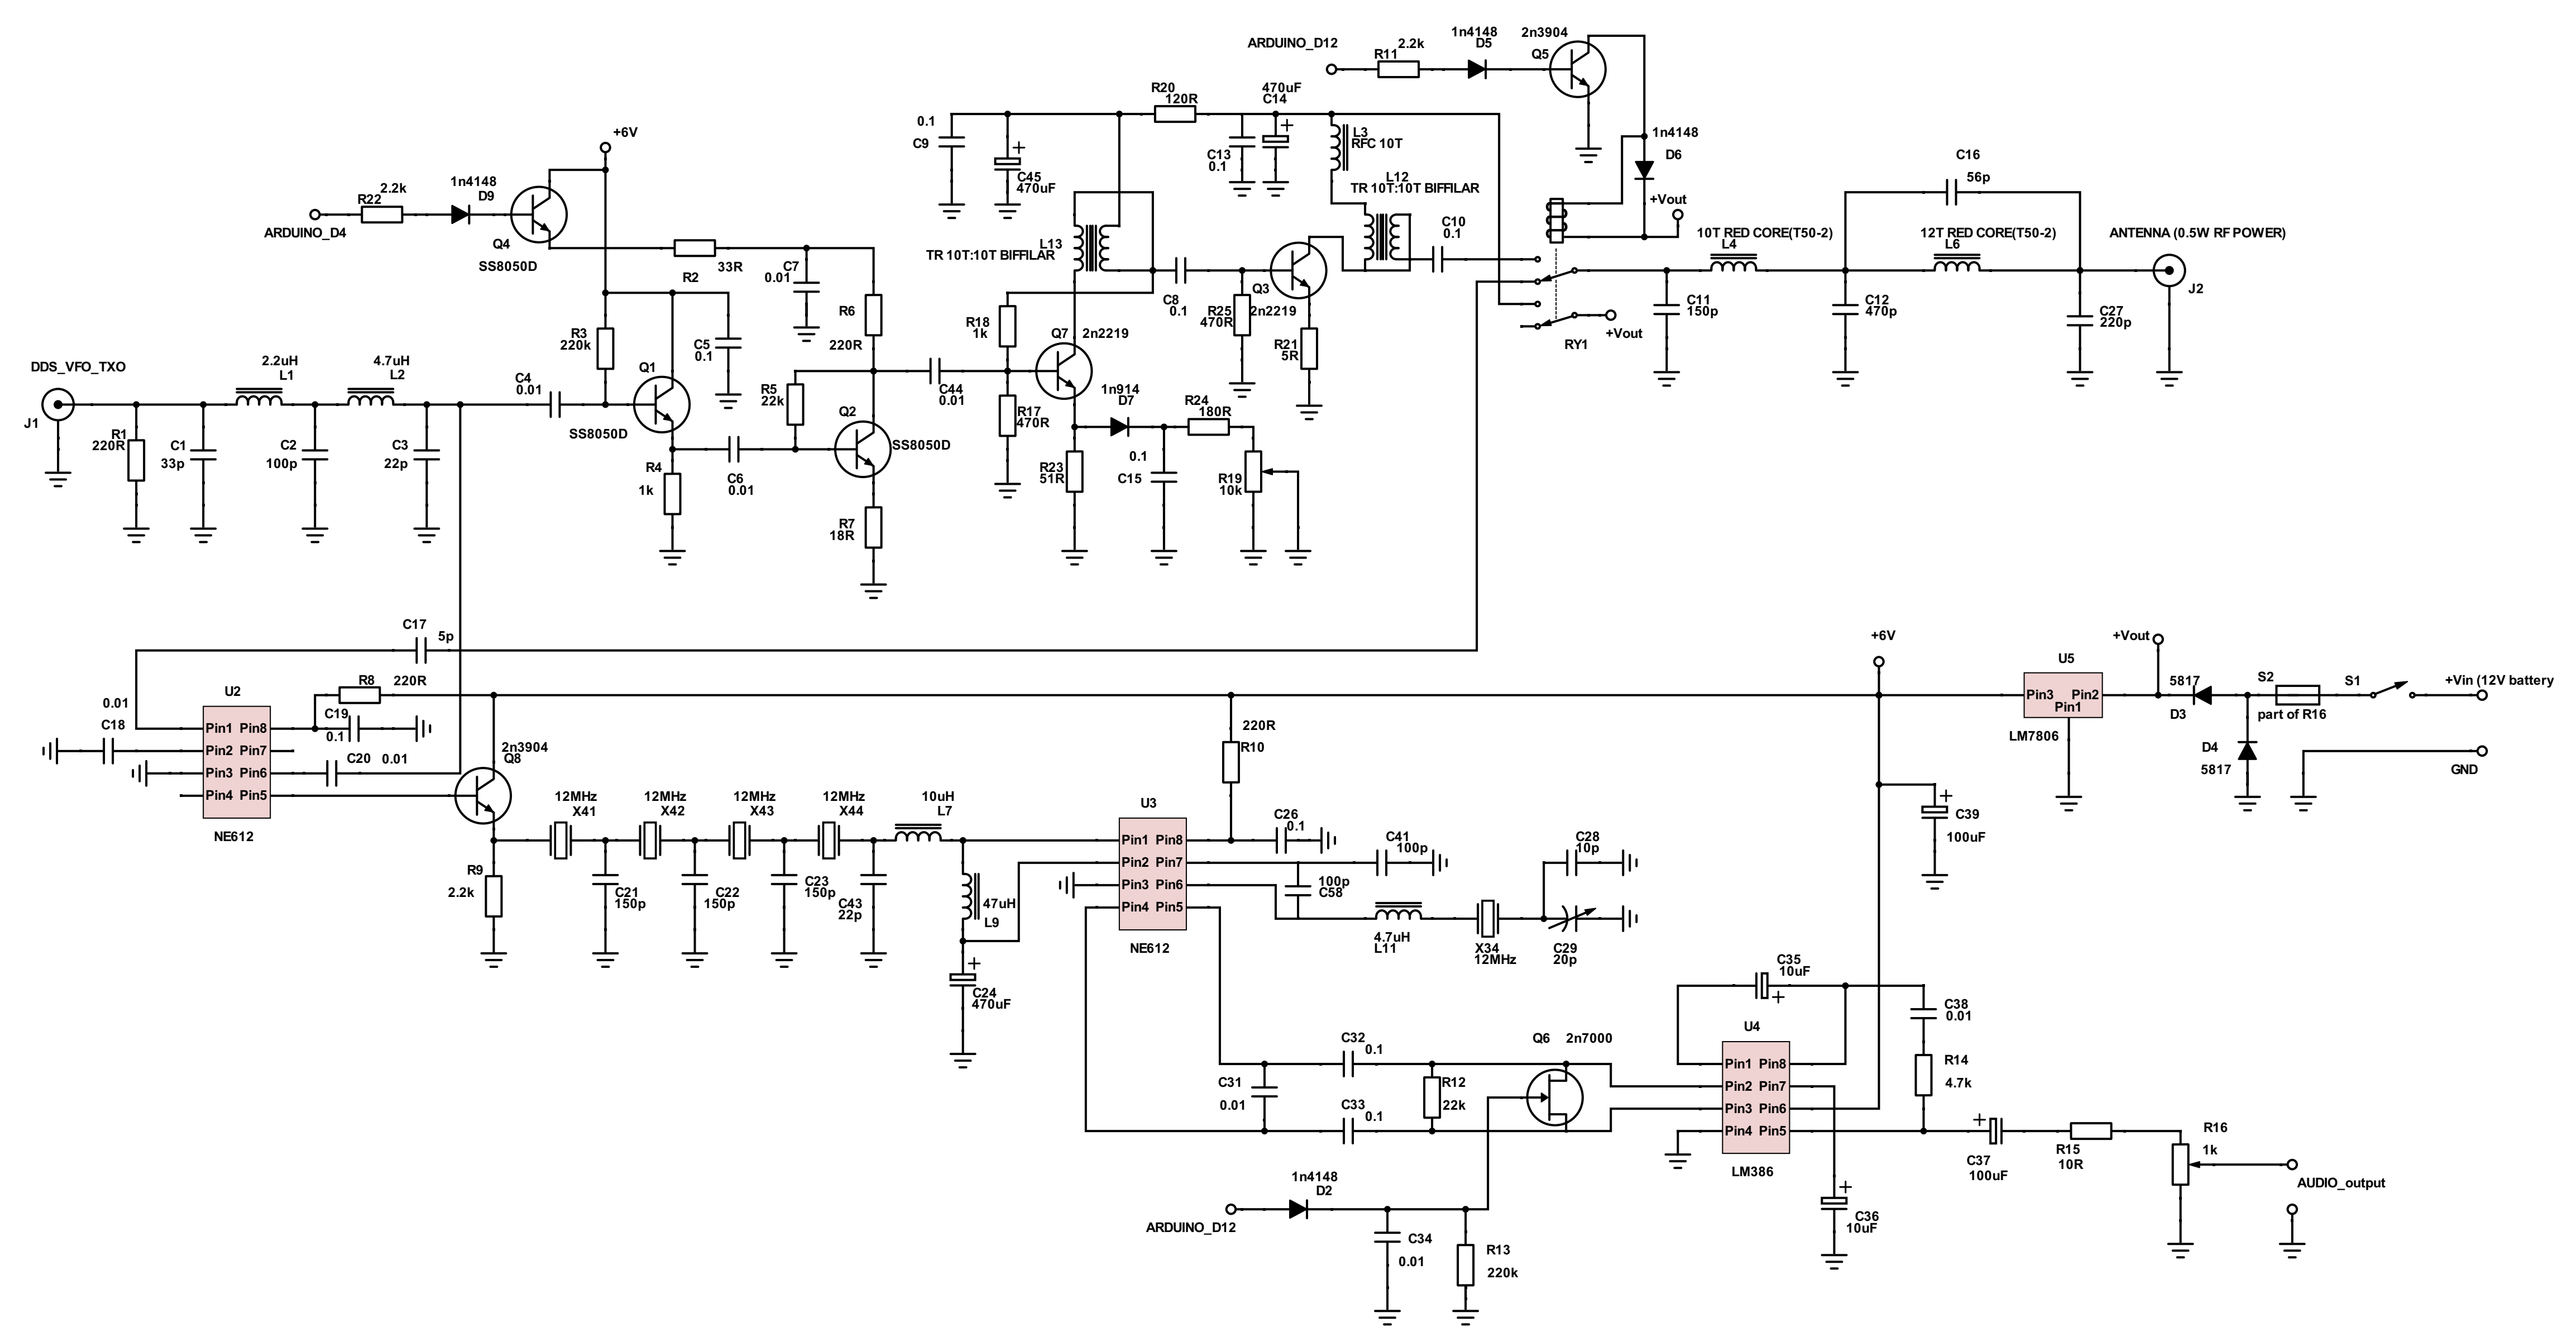 ARDUINO_D12
R11
2.2k
1n4148
D5
2n3904
Q5
R20
120R
470uF
C14
0.1
C9
C45
470uF
C13
0.1
L3
RFC 10T
1n4148
D6
+6V
R22
2.2k
1n4148
D9
ARDUINO_D4
Q4
SS8050D
L12
TR 10T:10T BIFFILAR
C16
56p
+Vout
C10
0.1
10T RED CORE(T50-2)
L4
12T RED CORE(T50-2)
L6
ANTENNA (0.5W RF POWER)
J2
L13
TR 10T:10T BIFFILAR
R2
33R
C7
0.01
C8
0.1
Q3
2n2219
R25
470R
R21
5R
C11
150p
C12
470p
C27
220p
+Vout
RY1
R3
220k
C5
0.1
R6
220R
R18
1k
Q7
2n2219
DDS_VFO_TXO
J1
2.2uH
L1
4.7uH
L2
C4
0.01
Q1
SS8050D
R5
22k
Q2
SS8050D
C44
0.01
R17
470R
1n914
D7
R24
180R
R1
220R
C1
33p
C2
100p
C3
22p
R4
1k
C6
0.01
R7
18R
R23
51R
0.1
C15
R19
10k
C17
5p
R8
220R
U2
0.01
C18
Pin1 Pin8
Pin2 Pin7
Pin3 Pin6
Pin4 Pin5
NE612
C19
0.1
C20 0.01
2n3904
Q8
+6V
+Vout
U5
Pin3 Pin2
Pin1
LM7806
5817
D3
S2
part of R16
S1
+Vin (12V battery
D4
5817
GND
220R
R10
12MHz
X41
12MHz
X42
12MHz
X43
12MHz
X44
10uH
L7
U3
Pin1 Pin8
Pin2 Pin7
Pin3 Pin6
Pin4 Pin5
NE612
C26
0.1
C41
100p
C28
10p
C39
100uF
R9
2.2k
C21
150p
C22
150p
C23
150p
C43
22p
47uH
L9
100p
C58
4.7uH
L11
X34
12MHz
C29
20p
C24
470uF
C35
10uF
C38
0.01
U4
Pin1 Pin8
Pin2 Pin7
Pin3 Pin6
Pin4 Pin5
LM386
C32
0.1
Q6
2n7000
C31
0.01
R12
22k
C33
0.1
R14
4.7k
C37
100uF
R15
10R
R16
1k
AUDIO_output
1n4148
D2
ARDUINO_D12
C34
0.01
R13
220k
C36
10uF